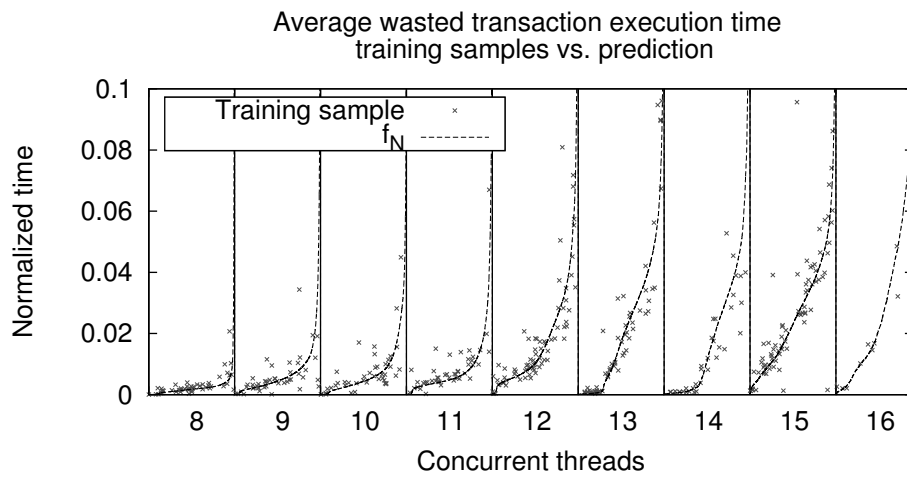 Average wasted transaction execution time
training samples vs. prediction
Normalized time
0.1
0.08
0.06
0.04
0.02
0
Training sample
f_N
8 9 10 11 12 13 14 15 16
Concurrent threads